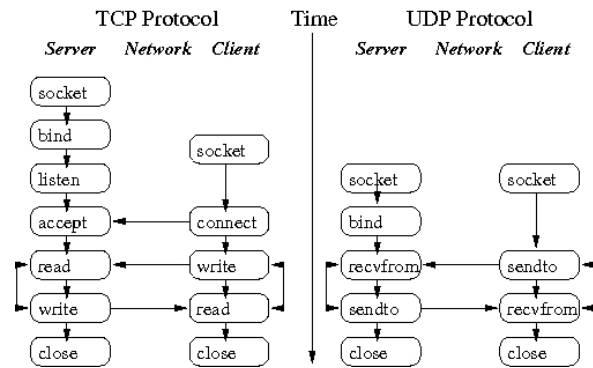 TCP Protocol Time UDP Protocol
Server Network Client Server Network Client
socket
bind
socket
listen socket socket
accept connect bind
read write recvfrom sendto
write read sendto recvfrom
close close close close